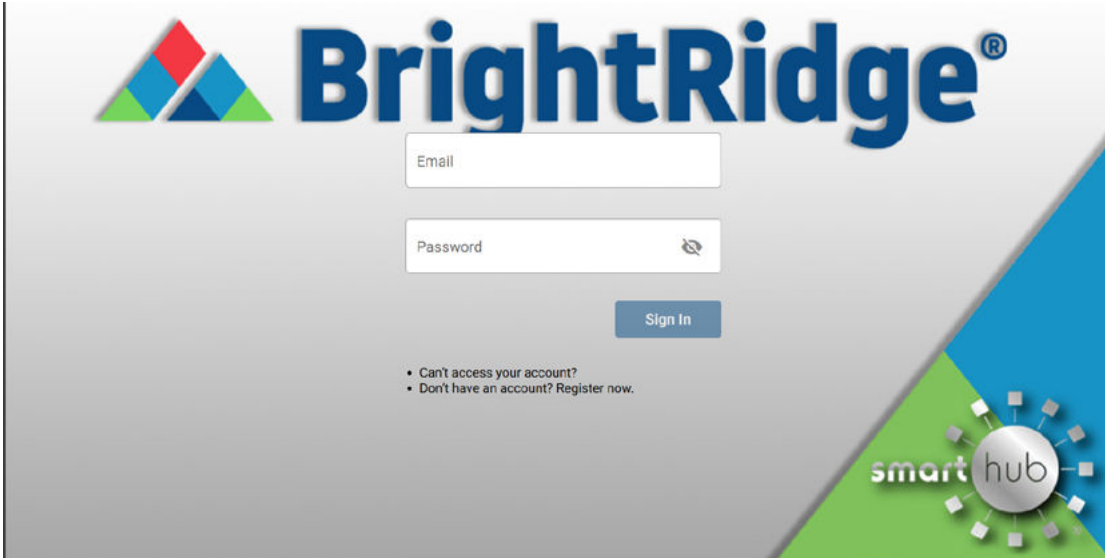 BrightRidge®
Email
Password
Sign In
• Can't access your account?
• Don't have an account? Register now.
smart hub